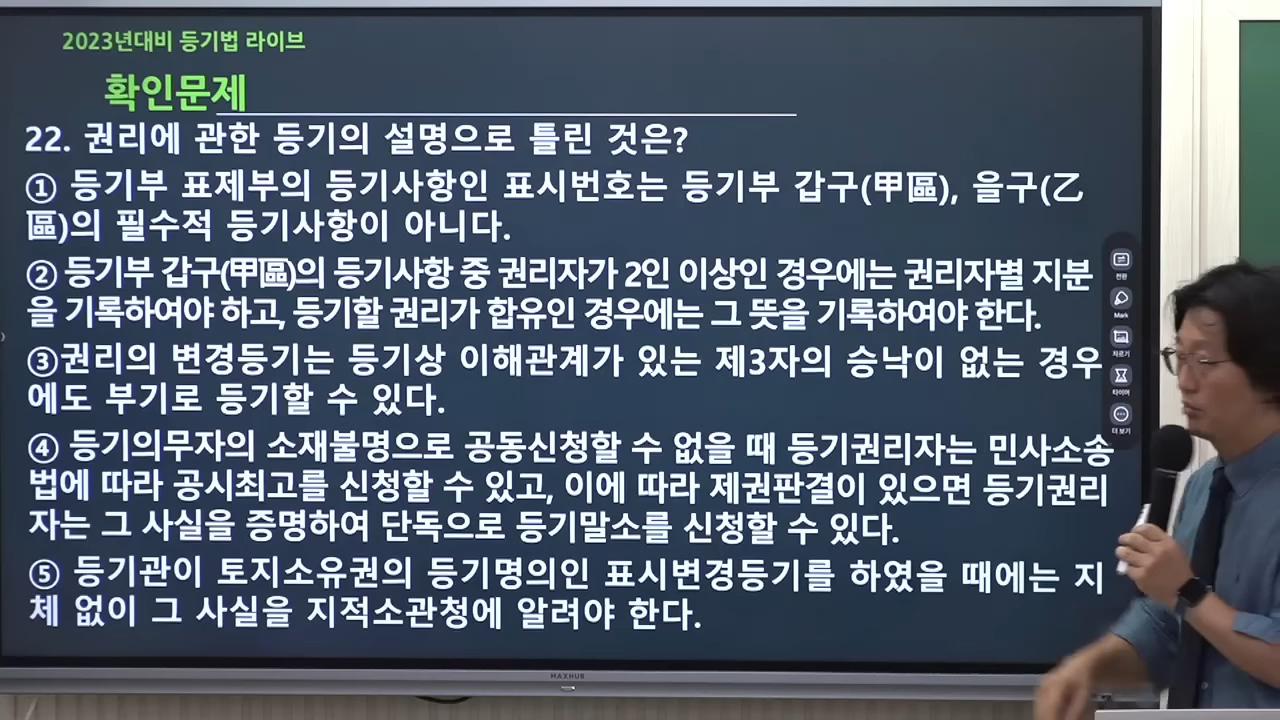 2023년대비 등기법 라이브
확인문제
22. 권리에 관한 등기의 설명으로 틀린 것은?
① 등기부 표제부의 등기사항인 표시번호는 등기부 갑구(甲區), 을구(乙
區)의 필수적 등기사항이 아니다.
② 등기부 갑구(甲區)의 등기사항 중 권리자가 2인 이상인 경우에는 권리자별 지분
을 기록하여야 하고, 등기할 권리가 합유인 경우에는 그 뜻을 기록하여야 한다.
③권리의 변경등기는 등기상 이해관계가 있는 제3자의 승낙이 없는 경우
에도 부기로 등기할 수 있다.
④ 등기의무자의 소재불명으로 공동신청할 수 없을 때 등기권리자는 민사소송
법에 따라 공시최고를 신청할 수 있고, 이에 따라 제권판결이 있으면 등기권리
자는 그 사실을 증명하여 단독으로 등기말소를 신청할 수 있다.
⑤ 등기관이 토지소유권의 등기명의인 표시변경등기를 하였을 때에는 지
체 없이 그 사실을 지적소관청에 알려야 한다.
판환
Mark
자르기
타이머
더 보기
MAXHUB